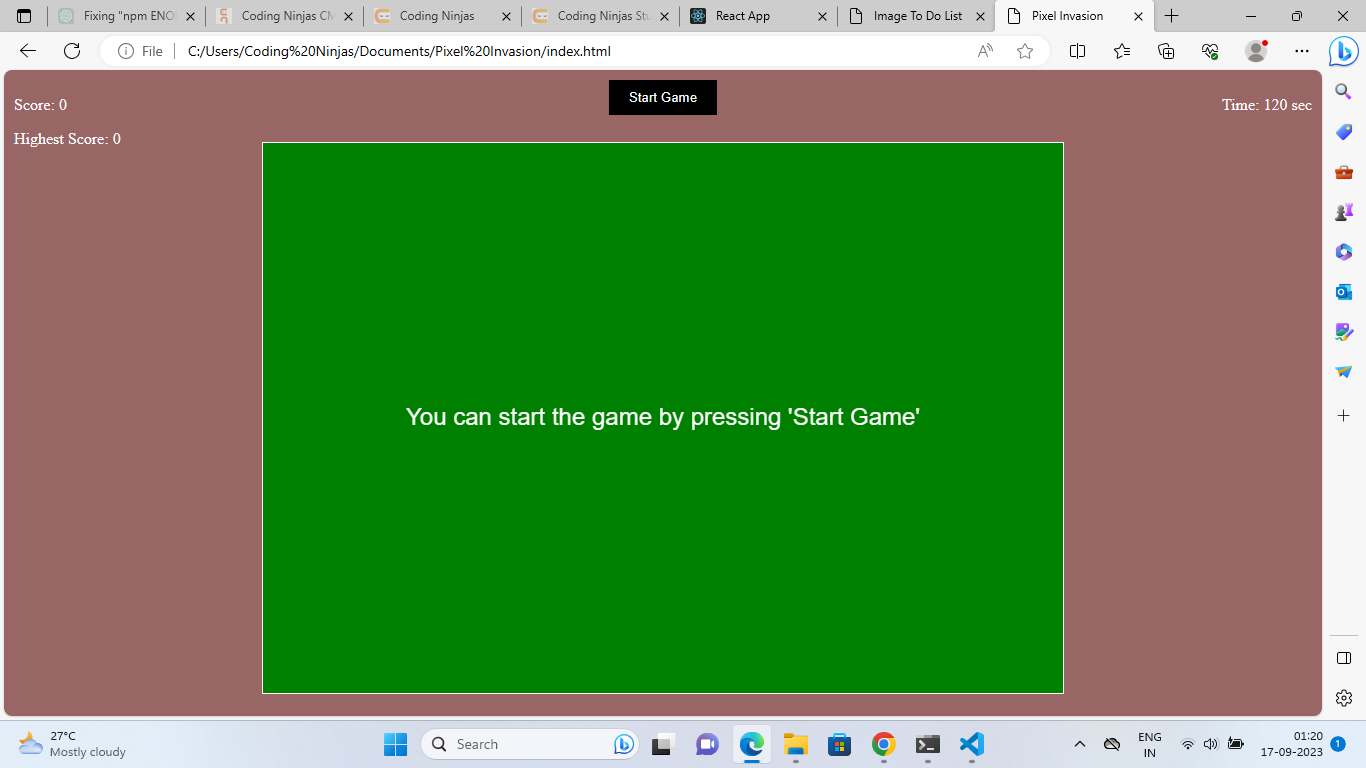 Fixing "npm ENO
Coding Ninjas CM
Coding Ninjas
Coding Ninjas Stu
React App
Image To Do List
Pixel Invasion
File
C:/Users/Coding%20Ninjas/Documents/Pixel%20Invasion/index.html
Start Game
Score: 0
Time: 120 sec
Highest Score: 0
You can start the game by pressing 'Start Game'
27°C
Mostly cloudy
Search
ENG
IN
01:20
17-09-2023
1